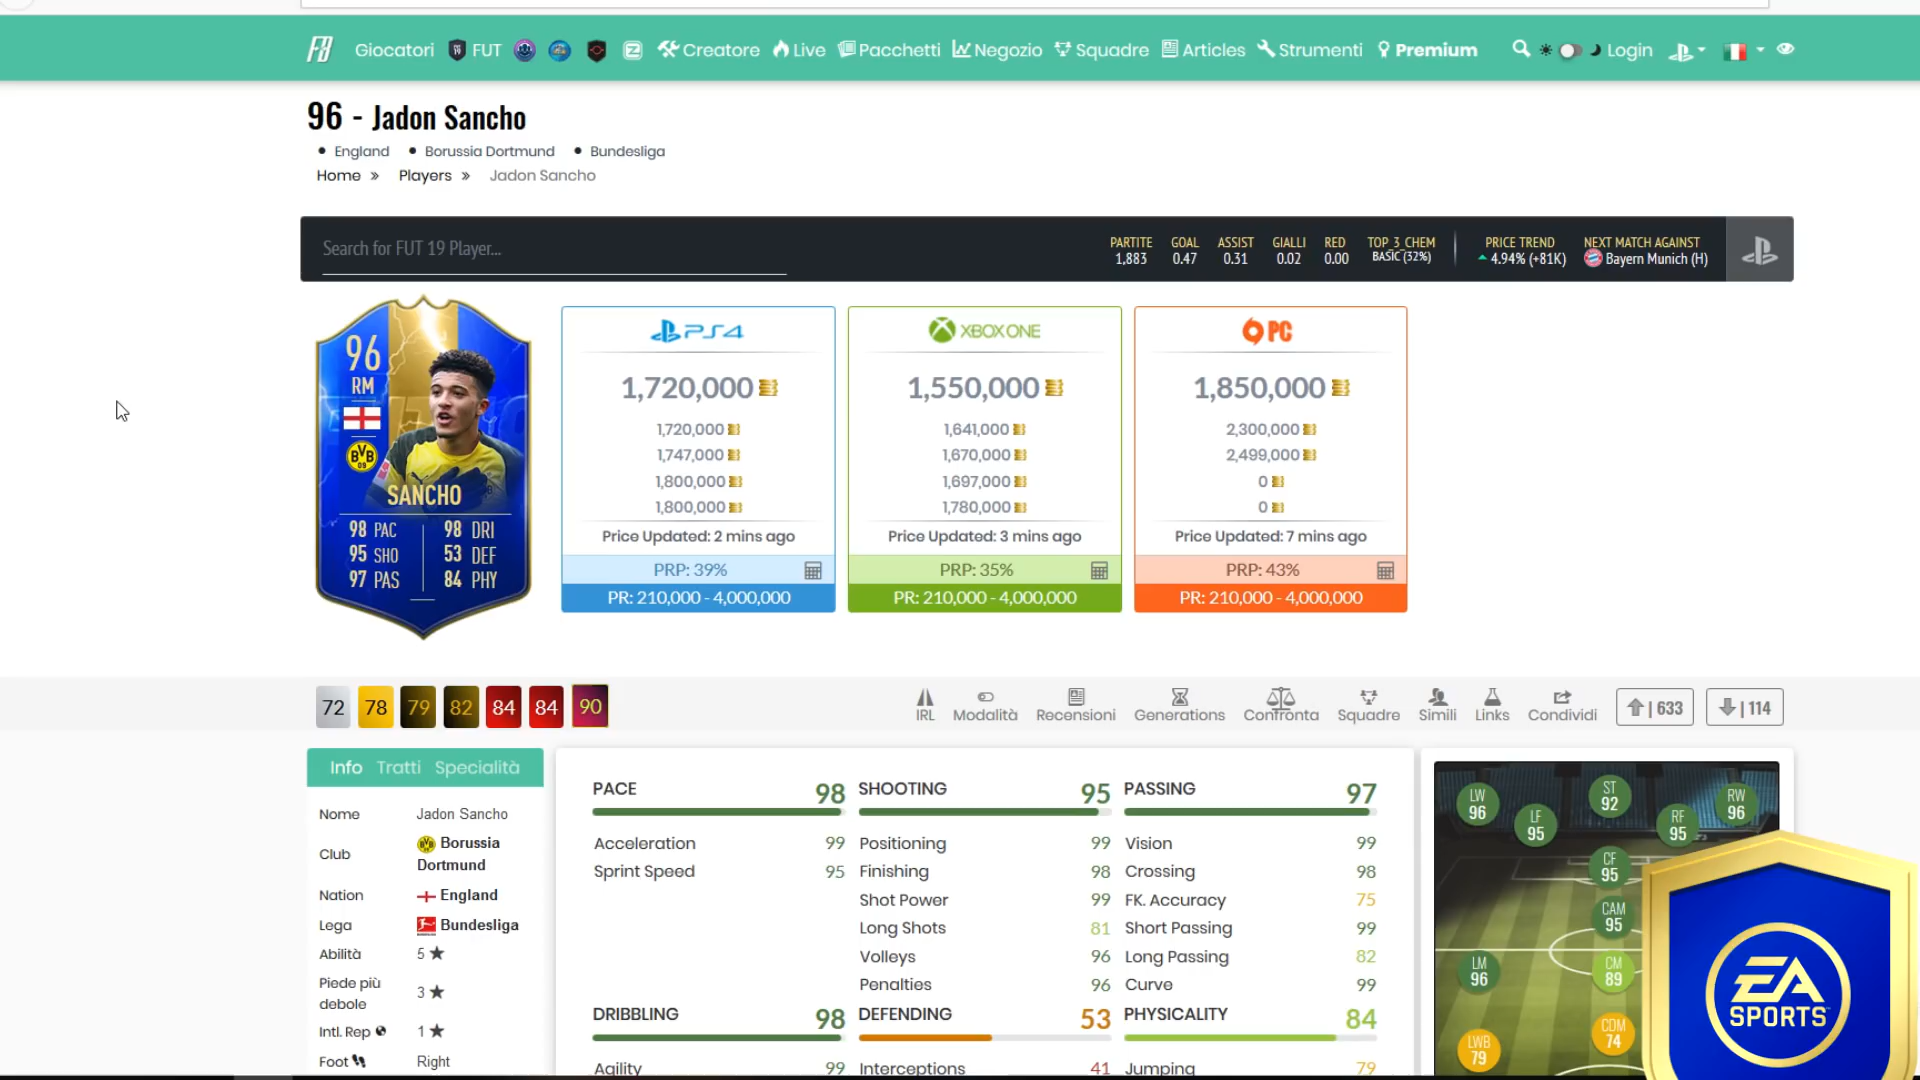 Giocatori FUT Creatore Live Pacchetti Negozio Squadre Articles Strumenti Premium Login
96 - Jadon Sancho
England Borussia Dortmund Bundesliga
Home » Players » Jadon Sancho
Search for FUT 19 Player...
PARTITE GOAL ASSIST GIALLI RED TOP_3_CHEM PRICE TREND NEXT MATCH AGAINST
1,883 0.47 0.31 0.02 0.00 BASIC (32%) 4.94% (+81K) Bayern Munich (H)
96
RM
BVB
09
SANCHO
98 PAC 98 DRI
95 SHO 53 DEF
97 PAS 84 PHY
PS4
1,720,000
1,720,000
1,747,000
1,800,000
1,800,000
Price Updated: 2 mins ago
PRP: 39%
PR: 210,000 - 4,000,000
XBOX ONE
1,550,000
1,641,000
1,670,000
1,697,000
1,780,000
Price Updated: 3 mins ago
PRP: 35%
PR: 210,000 - 4,000,000
PC
1,850,000
2,300,000
2,499,000
0
0
Price Updated: 7 mins ago
PRP: 43%
PR: 210,000 - 4,000,000
72 78 79 82 84 84 90
IRL Modalità Recensioni Generations Confronta Squadre Simili Links Condividi | 633 | 114
Info Tratti Specialità
Nome Jadon Sancho
Club Borussia Dortmund
Nation England
Lega Bundesliga
Abilità 5
Piede più debole 3
Intl. Rep 1
Foot Right
PACE 98
Acceleration 99
Sprint Speed 95
SHOOTING 95
Positioning 99
Finishing 98
Shot Power 99
Long Shots 81
Volleys 96
Penalties 96
PASSING 97
Vision 99
Crossing 98
FK. Accuracy 75
Short Passing 99
Long Passing 82
Curve 99
DRIBBLING 98
Agility 99
DEFENDING 53
Interceptions 41
PHYSICALITY 84
Jumping 79
LW
96
LF
95
ST
92
RF
95
RW
96
CF
95
CAM
95
LM
96
CM
89
LWB
79
CDM
74
EA
SPORTS